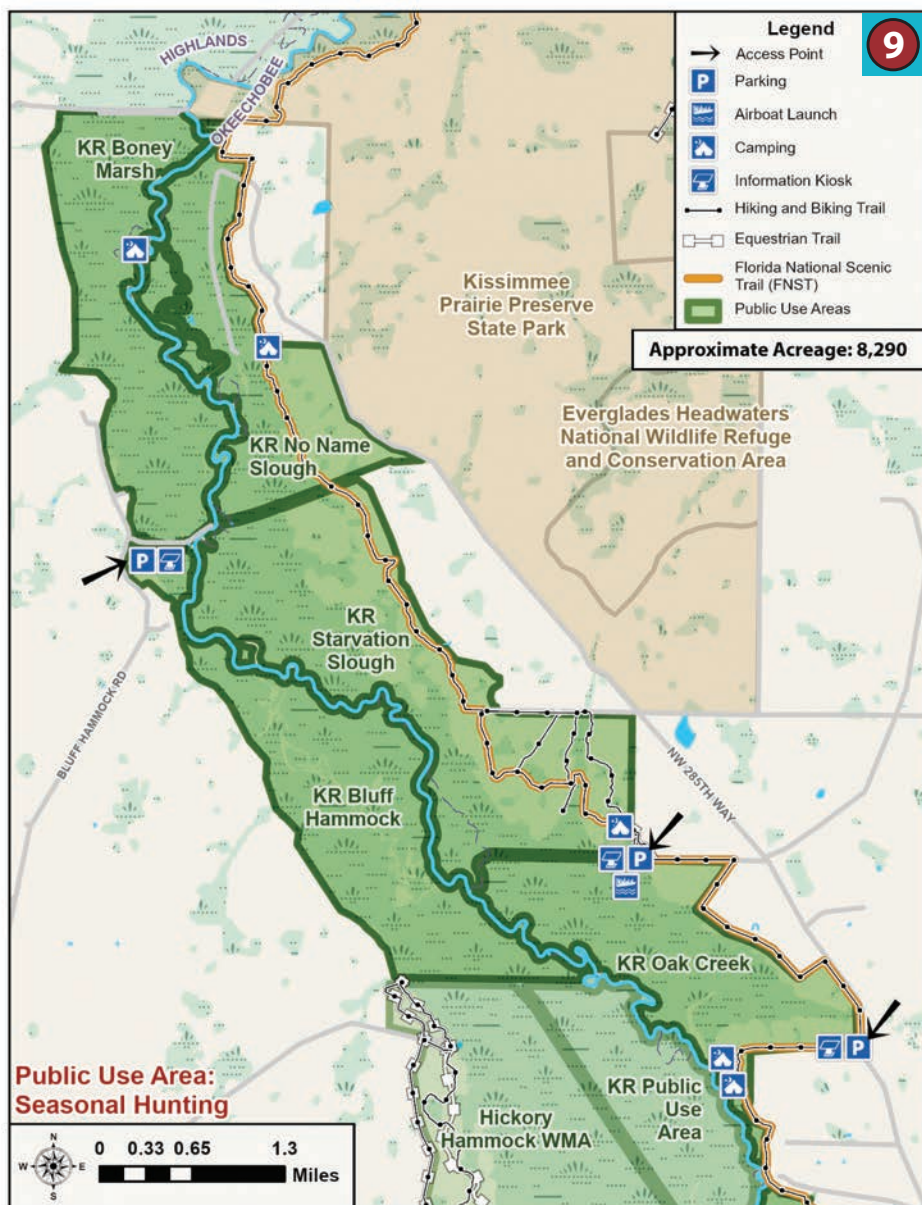 Legend
9
Access Point
P
Parking
Airboat Launch
Camping
Information Kiosk
Hiking and Biking Trail
Equestrian Trail
Florida National Scenic
Trail (FNST)
Public Use Areas
Approximate Acreage: 8,290
HIGHLANDS
OKEECHOBEE
KR Boney
Marsh
Kissimmee
Prairie Preserve
State Park
Everglades Headwaters
National Wildlife Refuge
and Conservation Area
KR No Name
Slough
P
KR
Starvation
Slough
BLUFF HAMMOCK RD
NW 285TH WAY
KR Bluff
Hammock
P
KR Oak Creek
P
KR Public
Use
Area
Hickory
Hammock WMA
Public Use Area:
Seasonal Hunting
N
W E
S
0 0.33 0.65 1.3
Miles